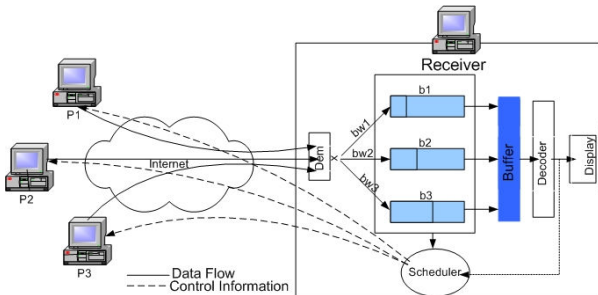 Receiver
P1
b1
bw1
Internet
Dem
x
b2
bw2
P2
Buffer
Decoder
Display
bw3
b3
P3
Scheduler
Data Flow
Control Information